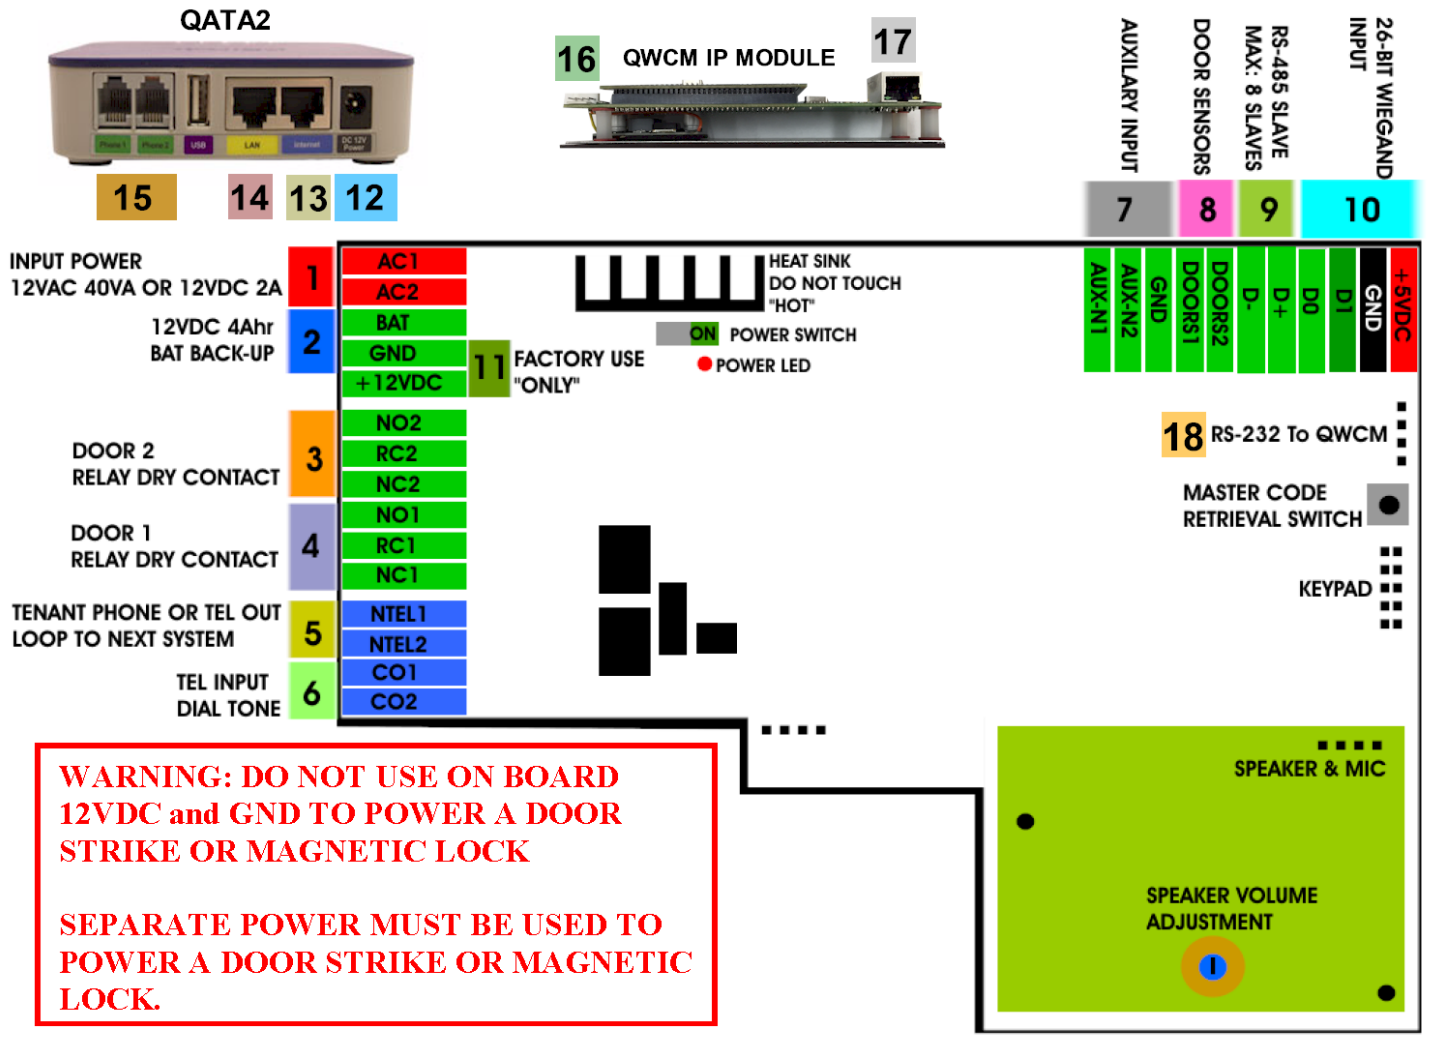 QATA2
Phone 1
Phone 2
USB
LAN
Internet
DC 12V
Power
15
14
13
12
16
QWCM IP MODULE
17
AUXILARY INPUT
DOOR SENSORS
RS-485 SLAVE
MAX: 8 SLAVES
26-BIT WIEGAND
INPUT
7
8
9
10
AUX-N1
AUX-N2
GND
DOORS1
DOORS2
D-
D+
D0
D1
GND
+5VDC
INPUT POWER
12VAC 40VA OR 12VDC 2A
1
AC1
AC2
12VDC 4Ahr
BAT BACK-UP
2
BAT
GND
+12VDC
11
FACTORY USE
"ONLY"
HEAT SINK
DO NOT TOUCH
"HOT"
ON
POWER SWITCH
POWER LED
DOOR 2
RELAY DRY CONTACT
3
NO2
RC2
NC2
DOOR 1
RELAY DRY CONTACT
4
NO1
RC1
NC1
TENANT PHONE OR TEL OUT
LOOP TO NEXT SYSTEM
5
NTEL1
NTEL2
TEL INPUT
DIAL TONE
6
CO1
CO2
18
RS-232 To QWCM
MASTER CODE
RETRIEVAL SWITCH
KEYPAD
SPEAKER & MIC
SPEAKER VOLUME
ADJUSTMENT
WARNING: DO NOT USE ON BOARD
12VDC and GND TO POWER A DOOR
STRIKE OR MAGNETIC LOCK
SEPARATE POWER MUST BE USED TO
POWER A DOOR STRIKE OR MAGNETIC
LOCK.